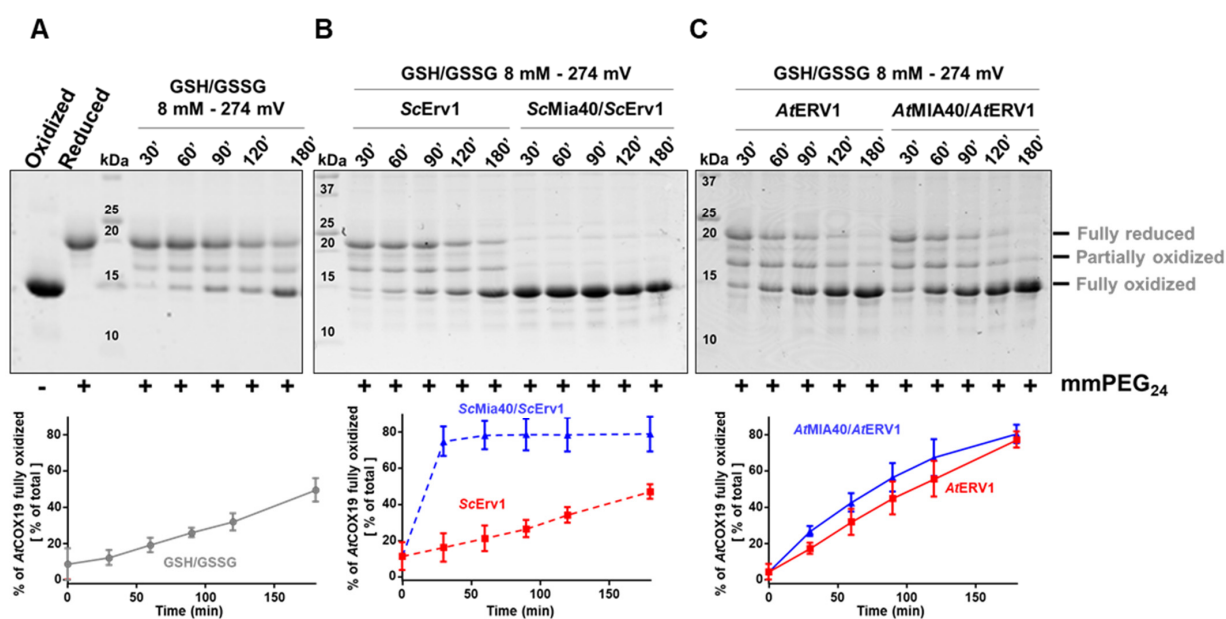 A
B
C
GSH/GSSG
8 mM - 274 mV
GSH/GSSG 8 mM - 274 mV
GSH/GSSG 8 mM - 274 mV
ScErv1
ScMia40/ScErv1
AtERV1
AtMIA40/AtERV1
Oxidized
Reduced
kDa
30’ 60’ 90’ 120’ 180’
kDa
30’ 60’ 90’ 120’ 180’ 30’ 60’ 90’ 120’ 180’
kDa
30’ 60’ 90’ 120’ 180’ 30’ 60’ 90’ 120’ 180’
25
20
15
10
37
25
20
15
10
37
25
20
15
10
Fully reduced
Partially oxidized
Fully oxidized
- + + + + + +
+ + + + + + + + + +
+ + + + + + + + + +
mmPEG24
% of AtCOX19 fully oxidized
[ % of total ]
80
60
40
20
0
GSH/GSSG
0 50 100 150
Time (min)
% of AtCOX19 fully oxidized
[ % of total ]
80
60
40
20
0
ScMia40/ScErv1
ScErv1
0 50 100 150
Time (min)
% of AtCOX19 fully oxidized
[ % of total ]
80
60
40
20
0
AtMIA40/AtERV1
AtERV1
0 50 100 150
Time (min)